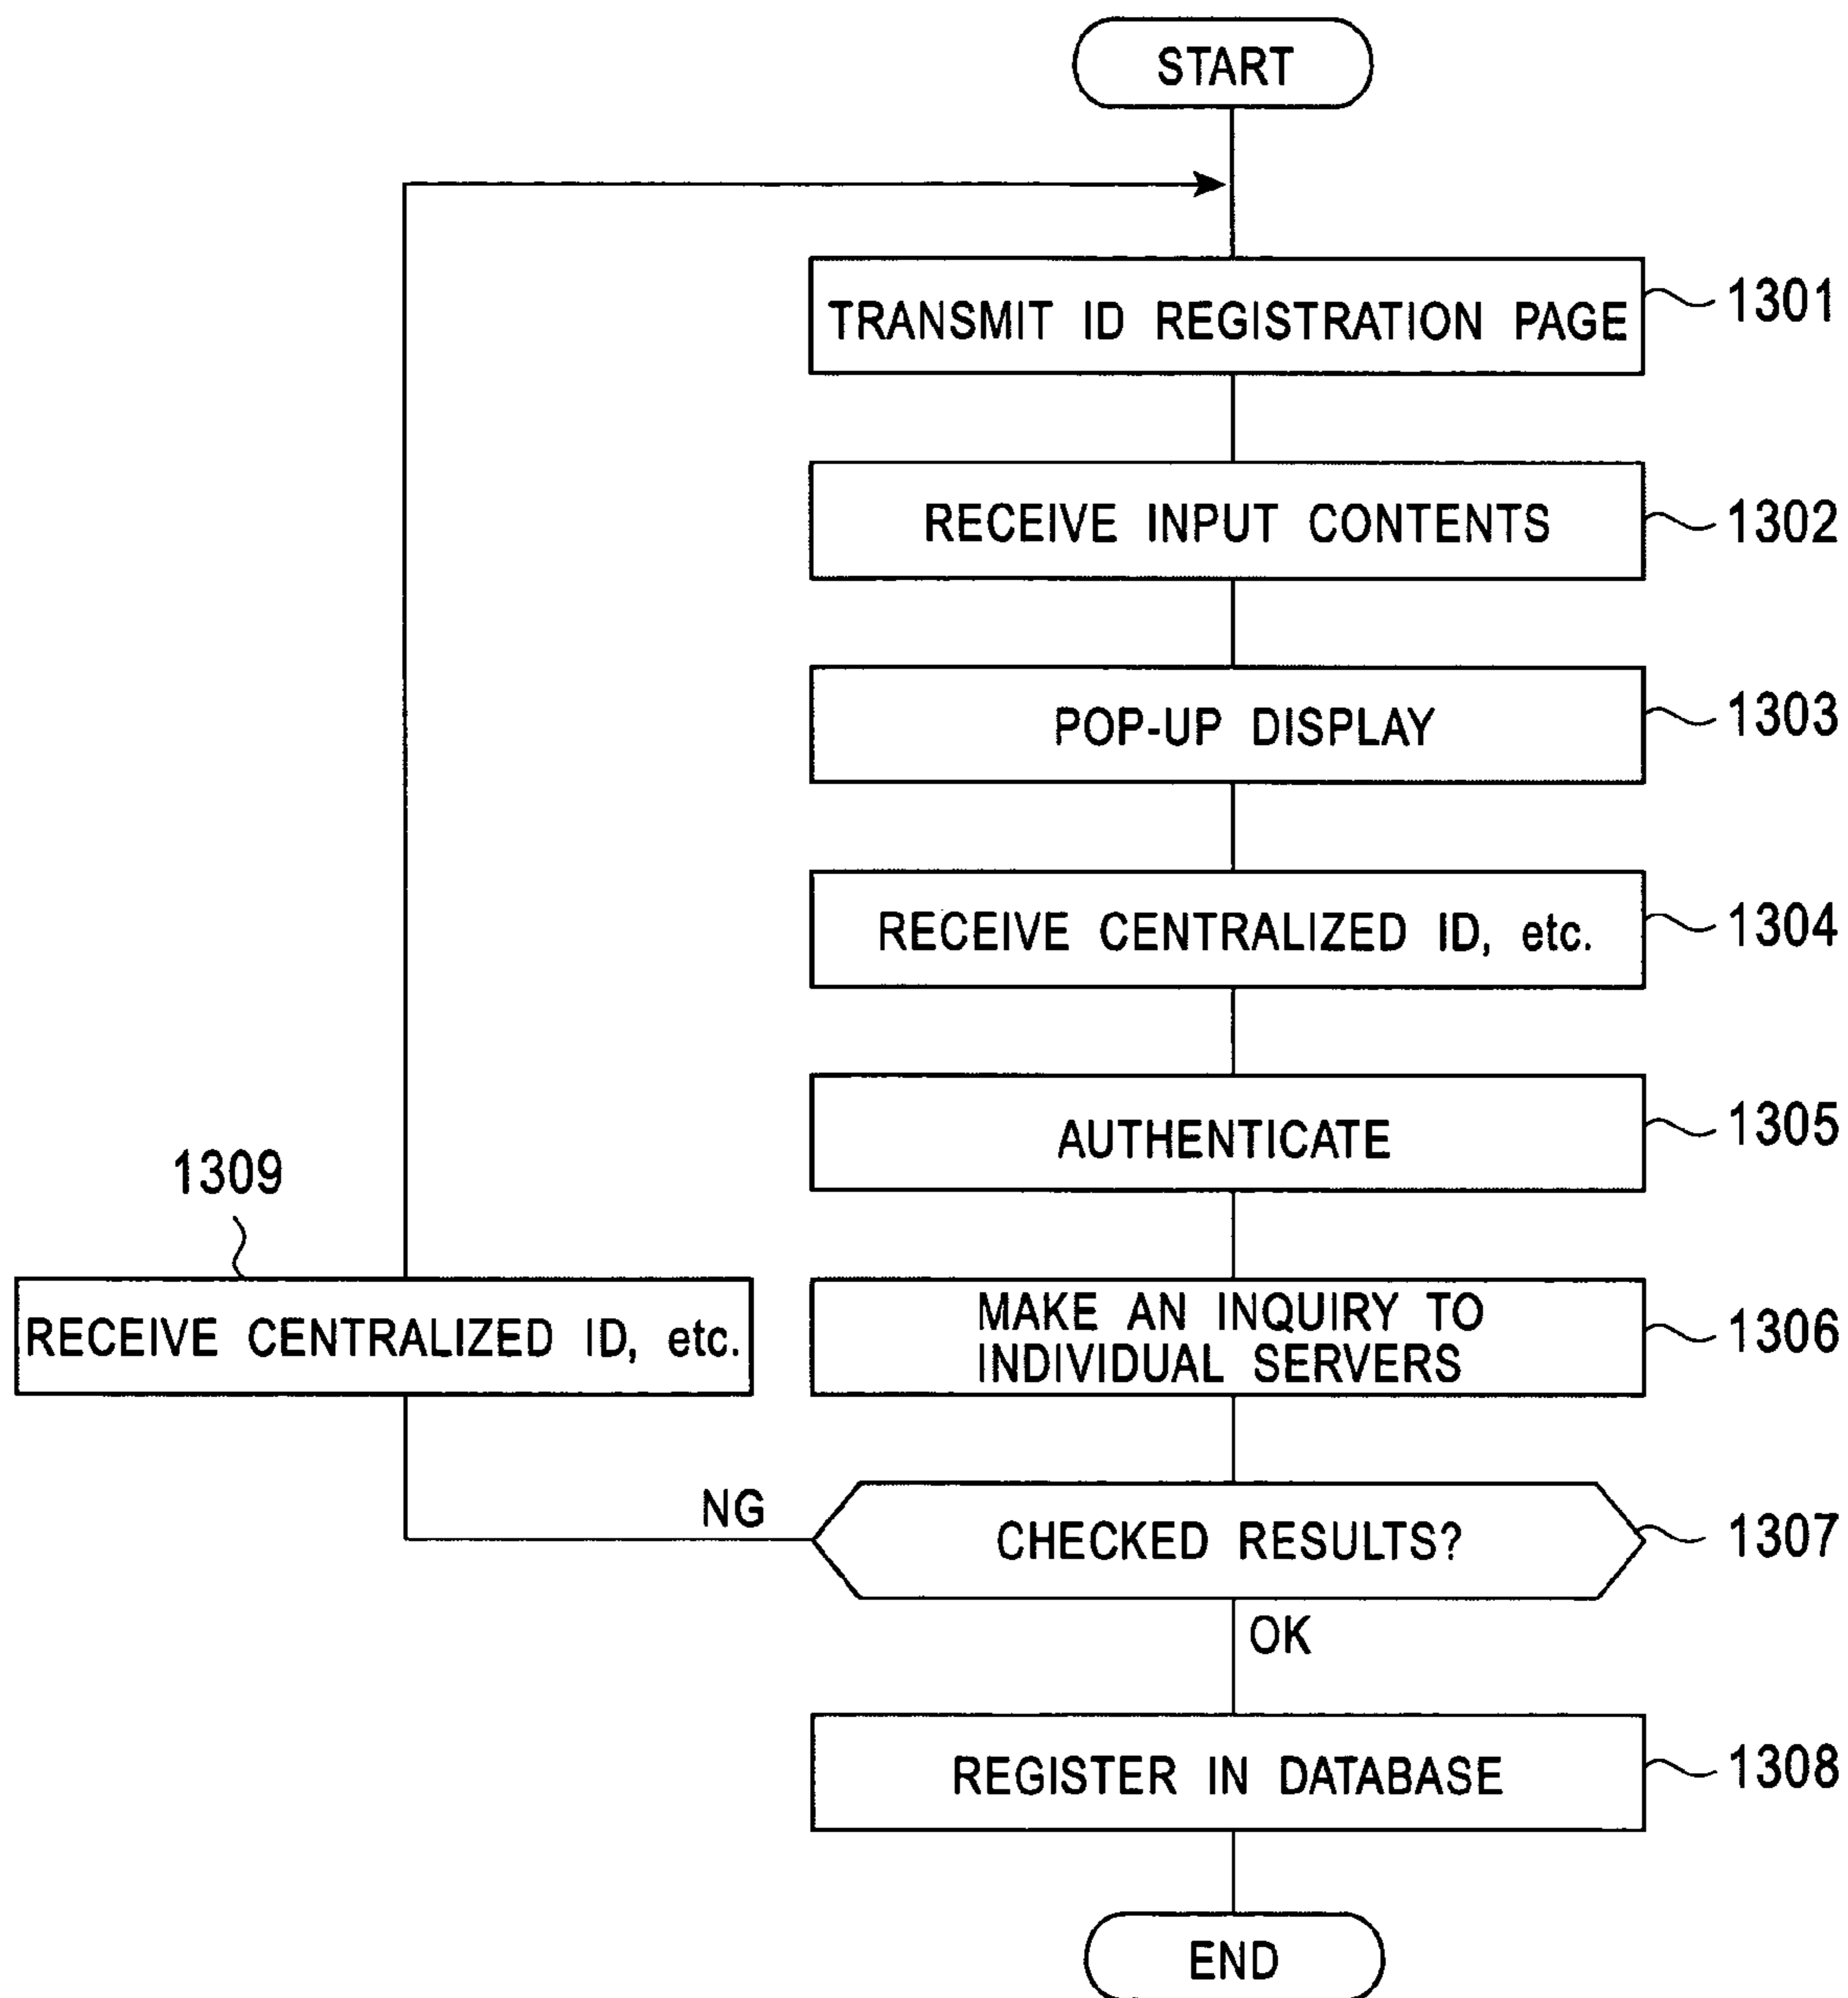 START
TRANSMIT ID REGISTRATION PAGE
1301
RECEIVE INPUT CONTENTS
1302
POP-UP DISPLAY
1303
RECEIVE CENTRALIZED ID, etc.
1304
AUTHENTICATE
1305
1309
RECEIVE CENTRALIZED ID, etc.
MAKE AN INQUIRY TO
INDIVIDUAL SERVERS
1306
NG
CHECKED RESULTS?
1307
OK
REGISTER IN DATABASE
1308
END